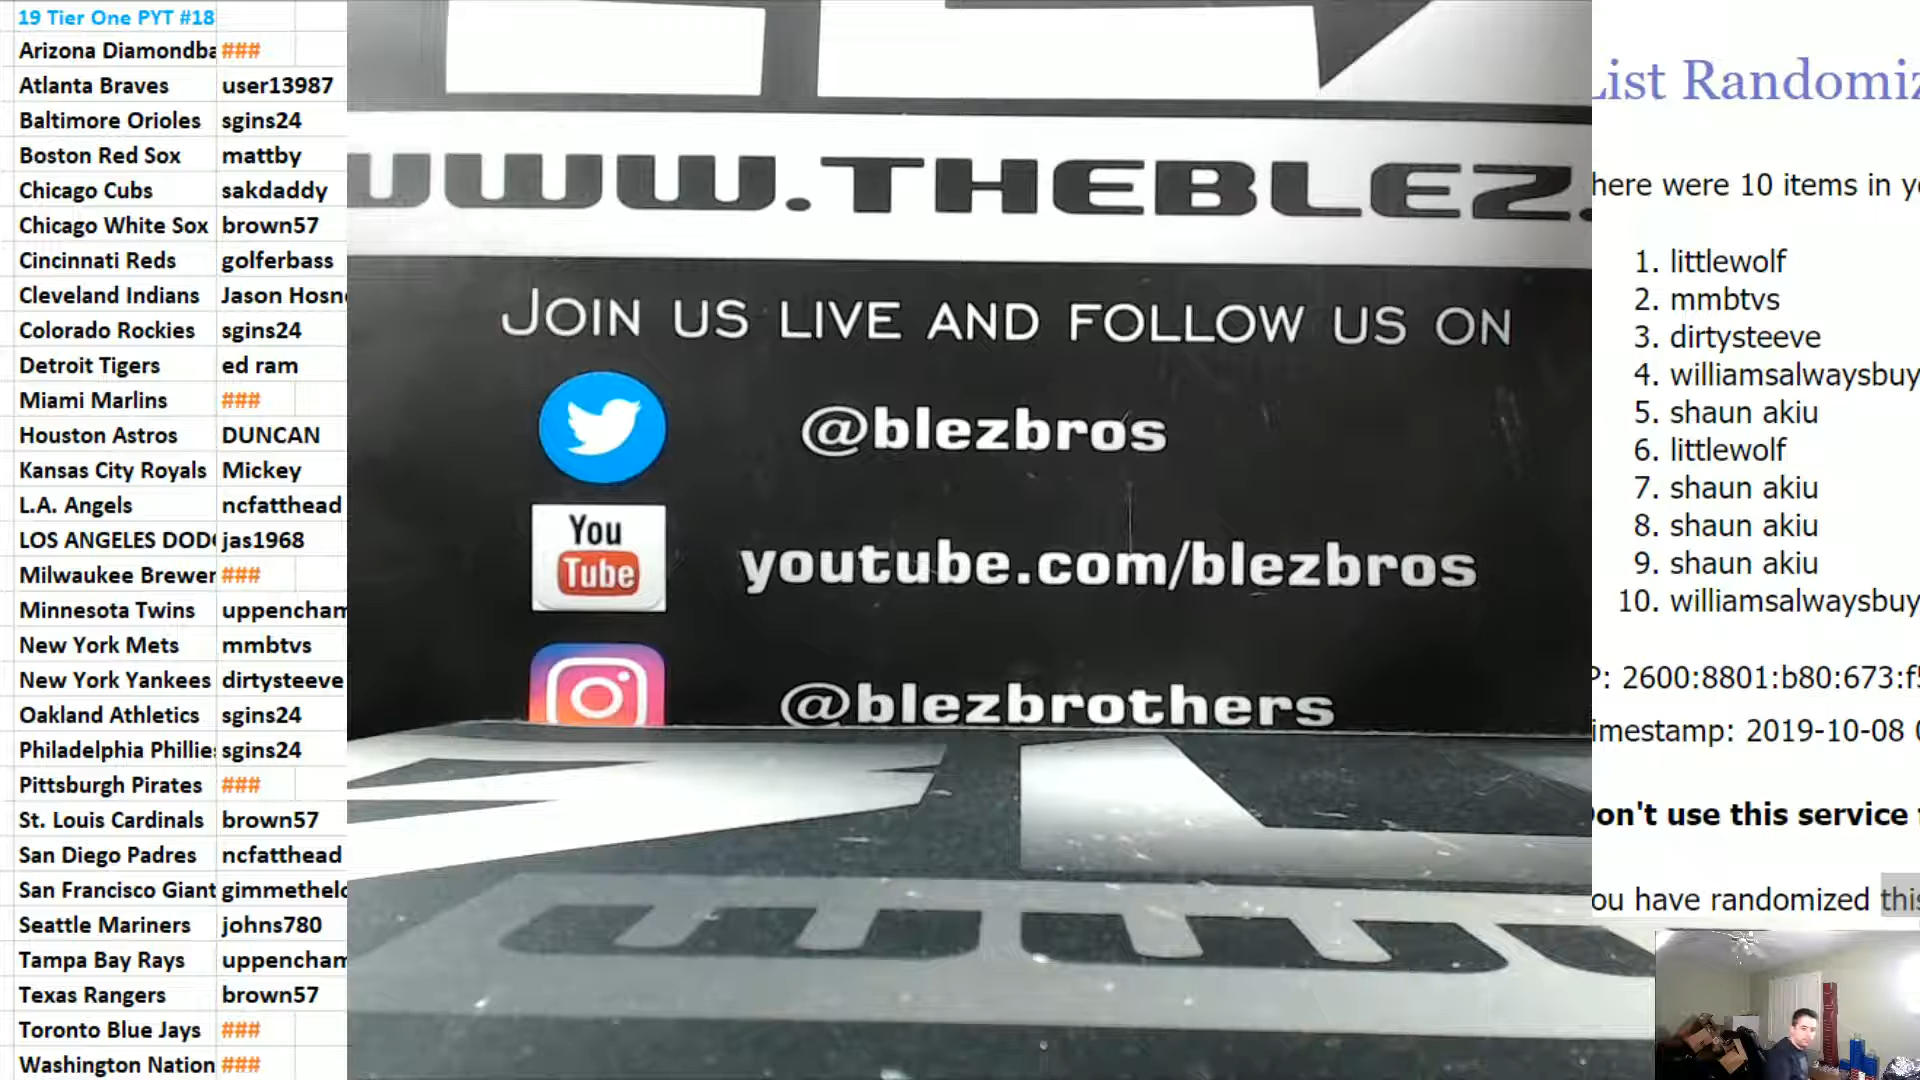 19 Tier One PYT #18
Arizona Diamondba ###
Atlanta Braves user13987
Baltimore Orioles sgins24
Boston Red Sox mattby
Chicago Cubs sakdaddy
Chicago White Sox brown57
Cincinnati Reds golferbass
Cleveland Indians Jason Hosn
Colorado Rockies sgins24
Detroit Tigers ed ram
Miami Marlins ###
Houston Astros DUNCAN
Kansas City Royals Mickey
L.A. Angels ncfatthead
LOS ANGELES DOD jas1968
Milwaukee Brewer ###
Minnesota Twins uppencham
New York Mets mmbtvs
New York Yankees dirtysteeve
Oakland Athletics sgins24
Philadelphia Phillie sgins24
Pittsburgh Pirates ###
St. Louis Cardinals brown57
San Diego Padres ncfatthead
San Francisco Giant gimmethelo
Seattle Mariners johns780
Tampa Bay Rays uppencham
Texas Rangers brown57
Toronto Blue Jays ###
Washington Nation ###
WWW.THEBLEZ.
JOIN US LIVE AND FOLLOW US ON
@blezbros
You
Tube
youtube.com/blezbros
@blezbrothers
List Randomiz
here were 10 items in y
1. littlewolf
2. mmbtvs
3. dirtysteeve
4. williamsalwaysbuy
5. shaun akiu
6. littlewolf
7. shaun akiu
8. shaun akiu
9. shaun akiu
10. williamsalwaysbuy
P: 2600:8801:b80:673:f5
imestamp: 2019-10-08 0
on't use this service f
ou have randomized this